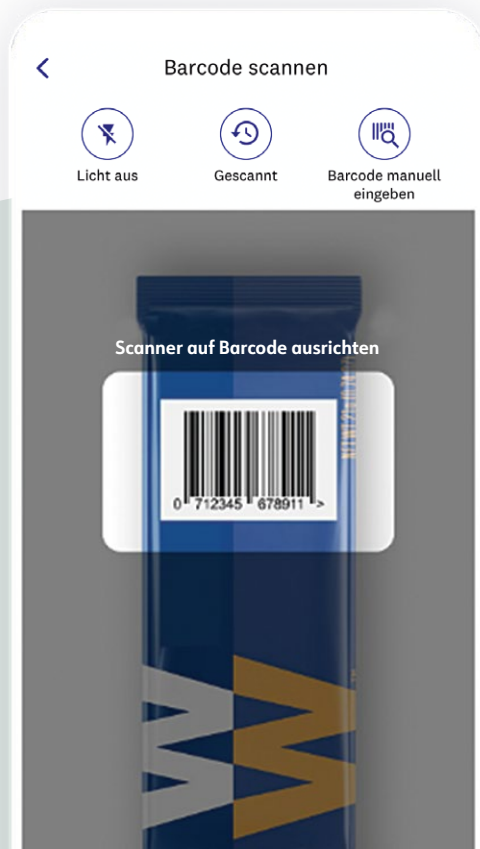 Barcode scannen
Licht aus
Gescannt
Barcode manuell
eingeben
Scanner auf Barcode ausrichten
0 712345 678911 >
W W